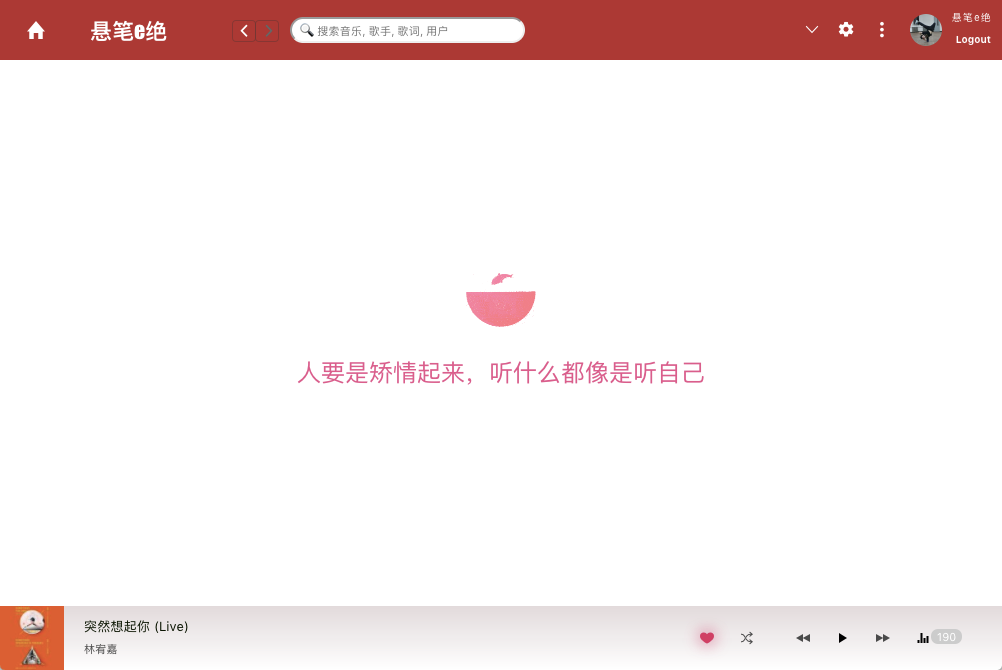 悬笔e绝
搜索音乐, 歌手, 歌词, 用户
悬笔e绝
Logout
人要是矫情起来，听什么都像是听自己
突然想起你 (Live)
林宥嘉
190